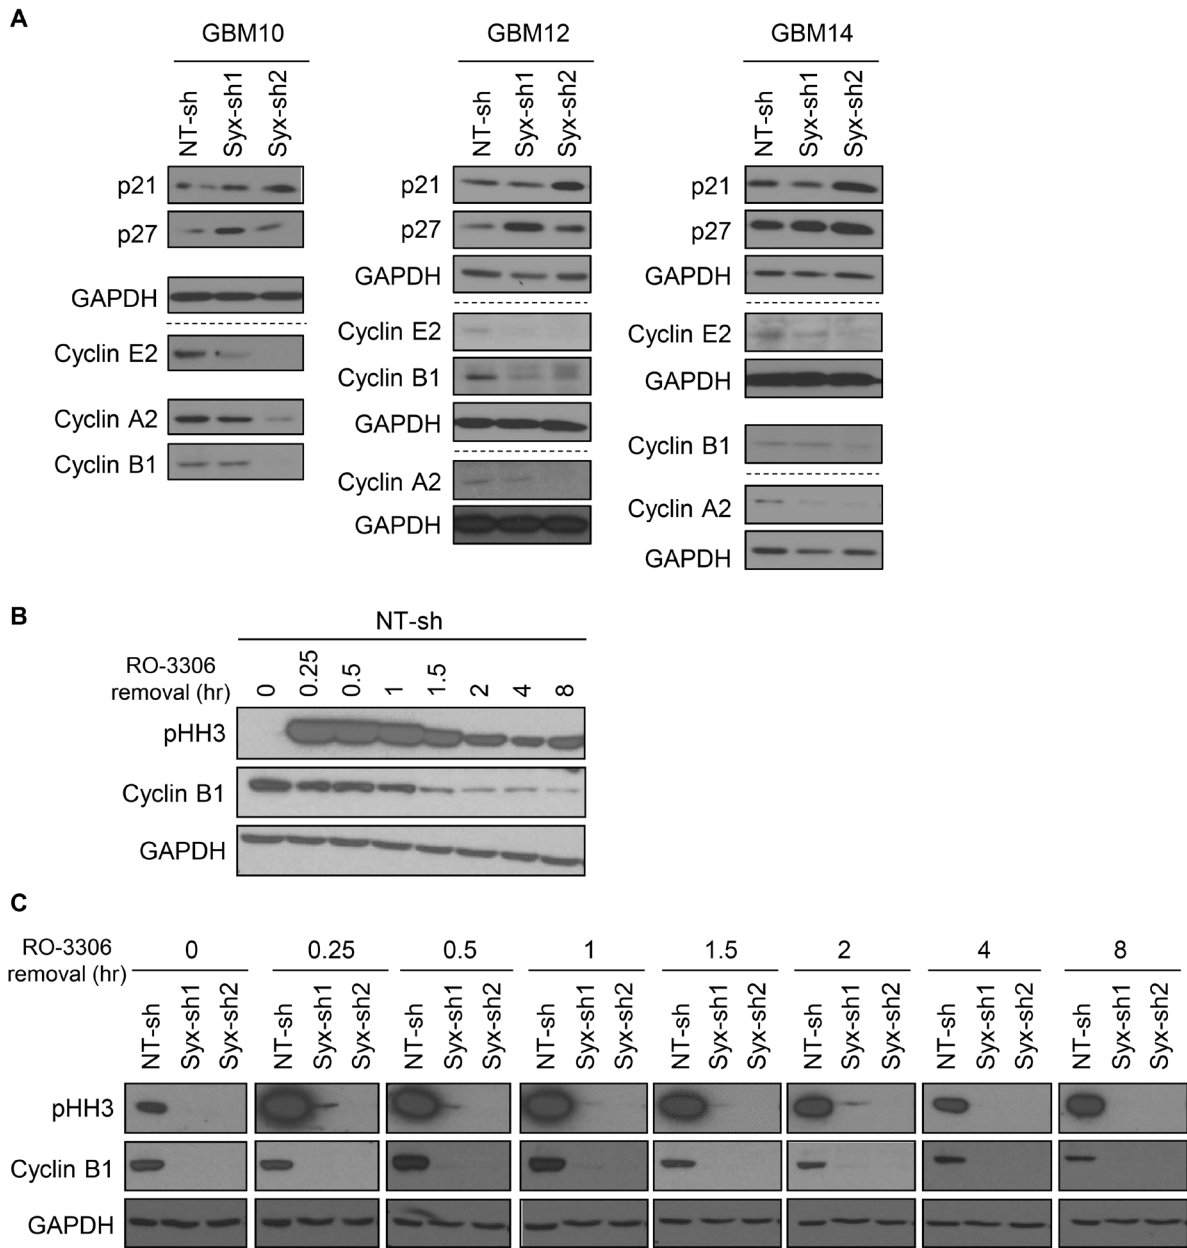 A
GBM10 GBM12 GBM14
NT-sh Syx-sh1 Syx-sh2 NT-sh Syx-sh1 Syx-sh2 NT-sh Syx-sh1 Syx-sh2
p21
p27
GAPDH
Cyclin E2
Cyclin A2
Cyclin B1
p21
p27
GAPDH
Cyclin E2
Cyclin B1
GAPDH
Cyclin A2
GAPDH
p21
p27
GAPDH
Cyclin E2
GAPDH
Cyclin B1
Cyclin A2
GAPDH
B
NT-sh
RO-3306
removal (hr) 0 0.25 0.5 1 1.5 2 4 8
pHH3
Cyclin B1
GAPDH
C
RO-3306
removal (hr) 0 0.25 0.5 1 1.5 2 4 8
NT-sh Syx-sh1 Syx-sh2 NT-sh Syx-sh1 Syx-sh2 NT-sh Syx-sh1 Syx-sh2 NT-sh Syx-sh1 Syx-sh2 NT-sh Syx-sh1 Syx-sh2 NT-sh Syx-sh1 Syx-sh2 NT-sh Syx-sh1 Syx-sh2 NT-sh Syx-sh1 Syx-sh2
pHH3
Cyclin B1
GAPDH